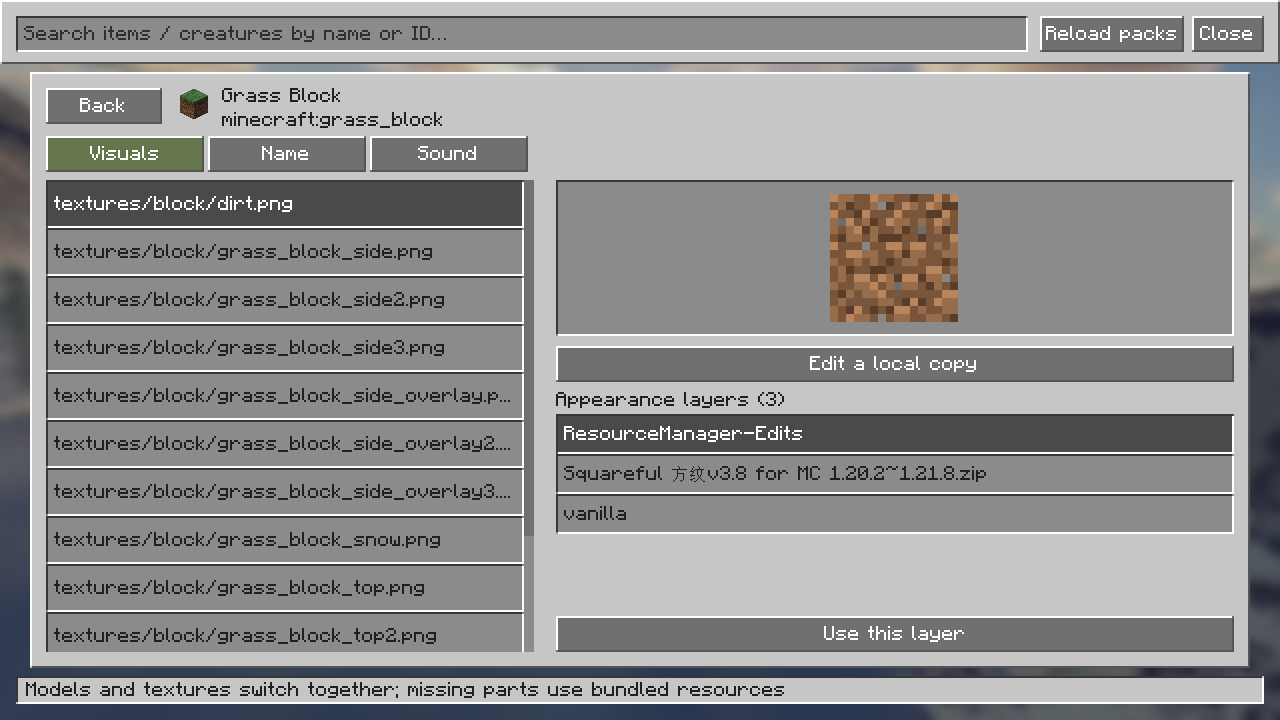 Search items / creatures by name or ID...
Reload packs
Close
Back
Grass Block
minecraft:grass_block
Visuals
Name
Sound
textures/block/dirt.png
textures/block/grass_block_side.png
textures/block/grass_block_side2.png
textures/block/grass_block_side3.png
textures/block/grass_block_side_overlay.p...
textures/block/grass_block_side_overlay2....
textures/block/grass_block_side_overlay3....
textures/block/grass_block_snow.png
textures/block/grass_block_top.png
textures/block/grass_block_top2.png
Edit a local copy
Appearance layers (3)
ResourceManager-Edits
Squareful 方纹v3.8 for MC 1.20.2~1.21.8.zip
vanilla
Use this layer
Models and textures switch together; missing parts use bundled resources